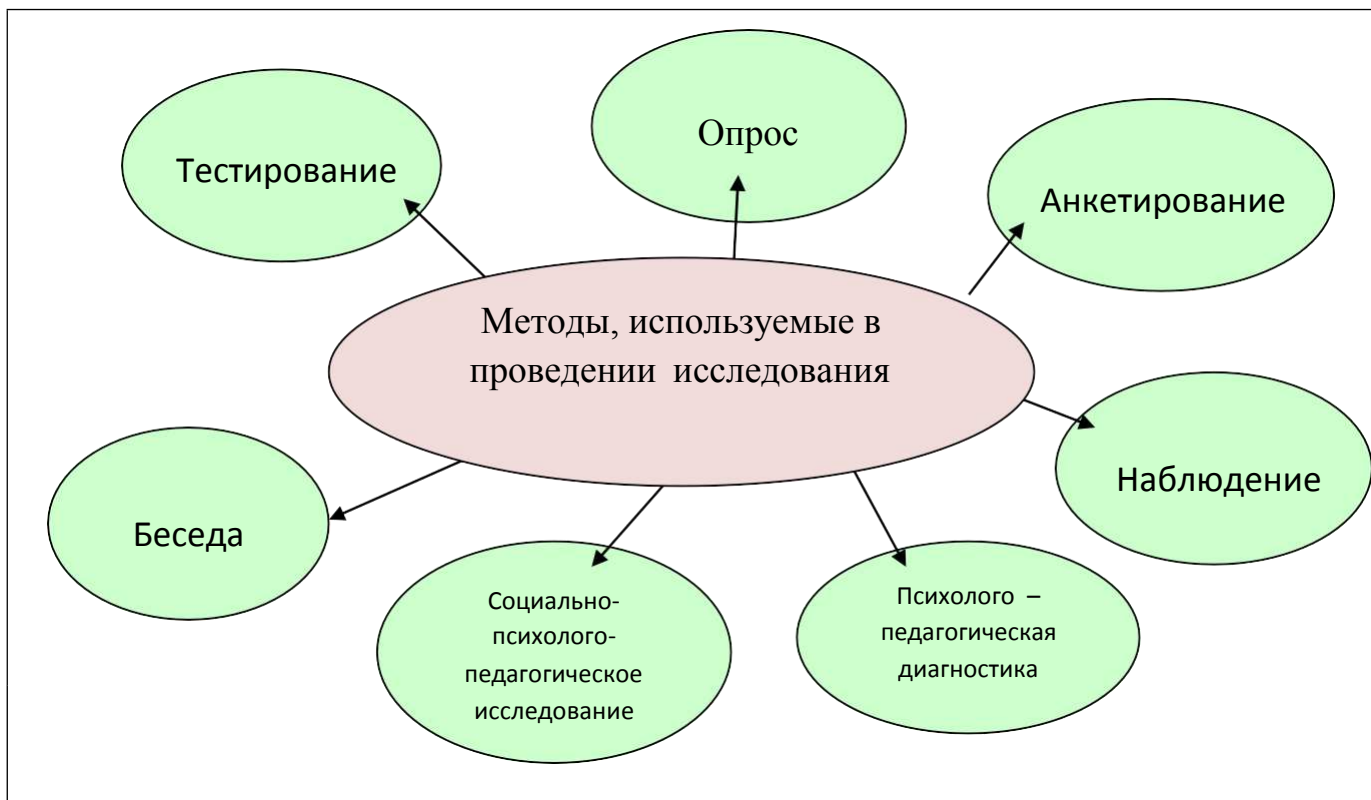 Опрос
Тестирование
Анкетирование
Методы, используемые в
проведении исследования
Наблюдение
Беседа
Социально-
психолого-
педагогическое
исследование
Психолого –
педагогическая
диагностика